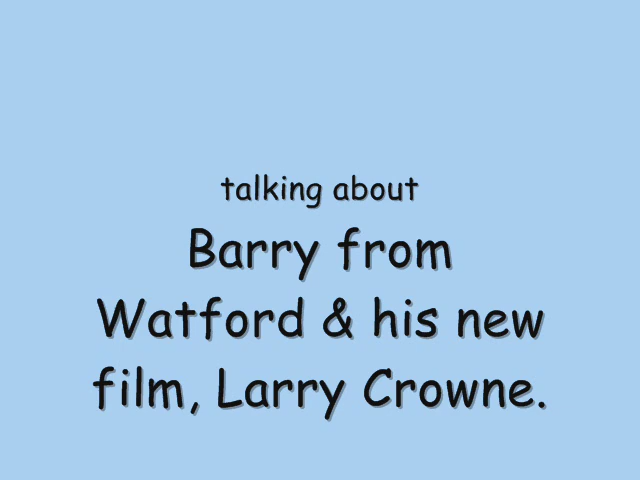 talking about
Barry from
Watford & his new
film, Larry Crowne.